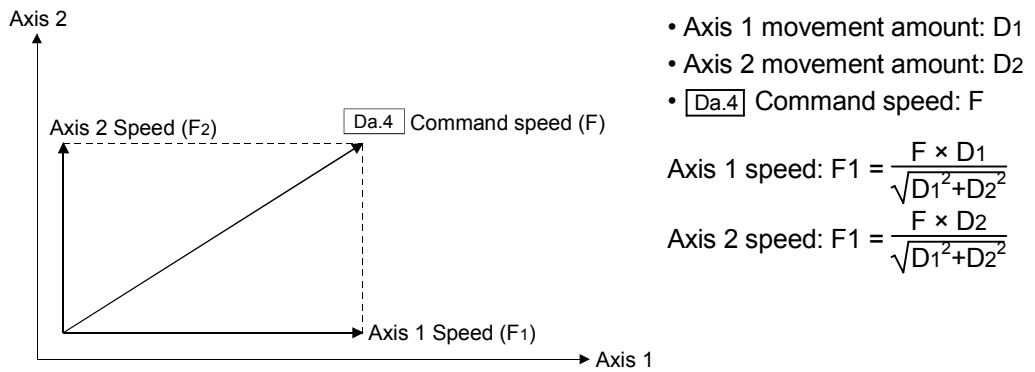 Axis 2
Axis 2 Speed (F2)
Da.4 Command speed (F)
Axis 1 Speed (F1)
Axis 1
• Axis 1 movement amount: D1
• Axis 2 movement amount: D2
• Da.4 Command speed: F
Axis 1 speed: F1 = F × D1 / √D1²+D2²
Axis 2 speed: F1 = F × D2 / √D1²+D2²